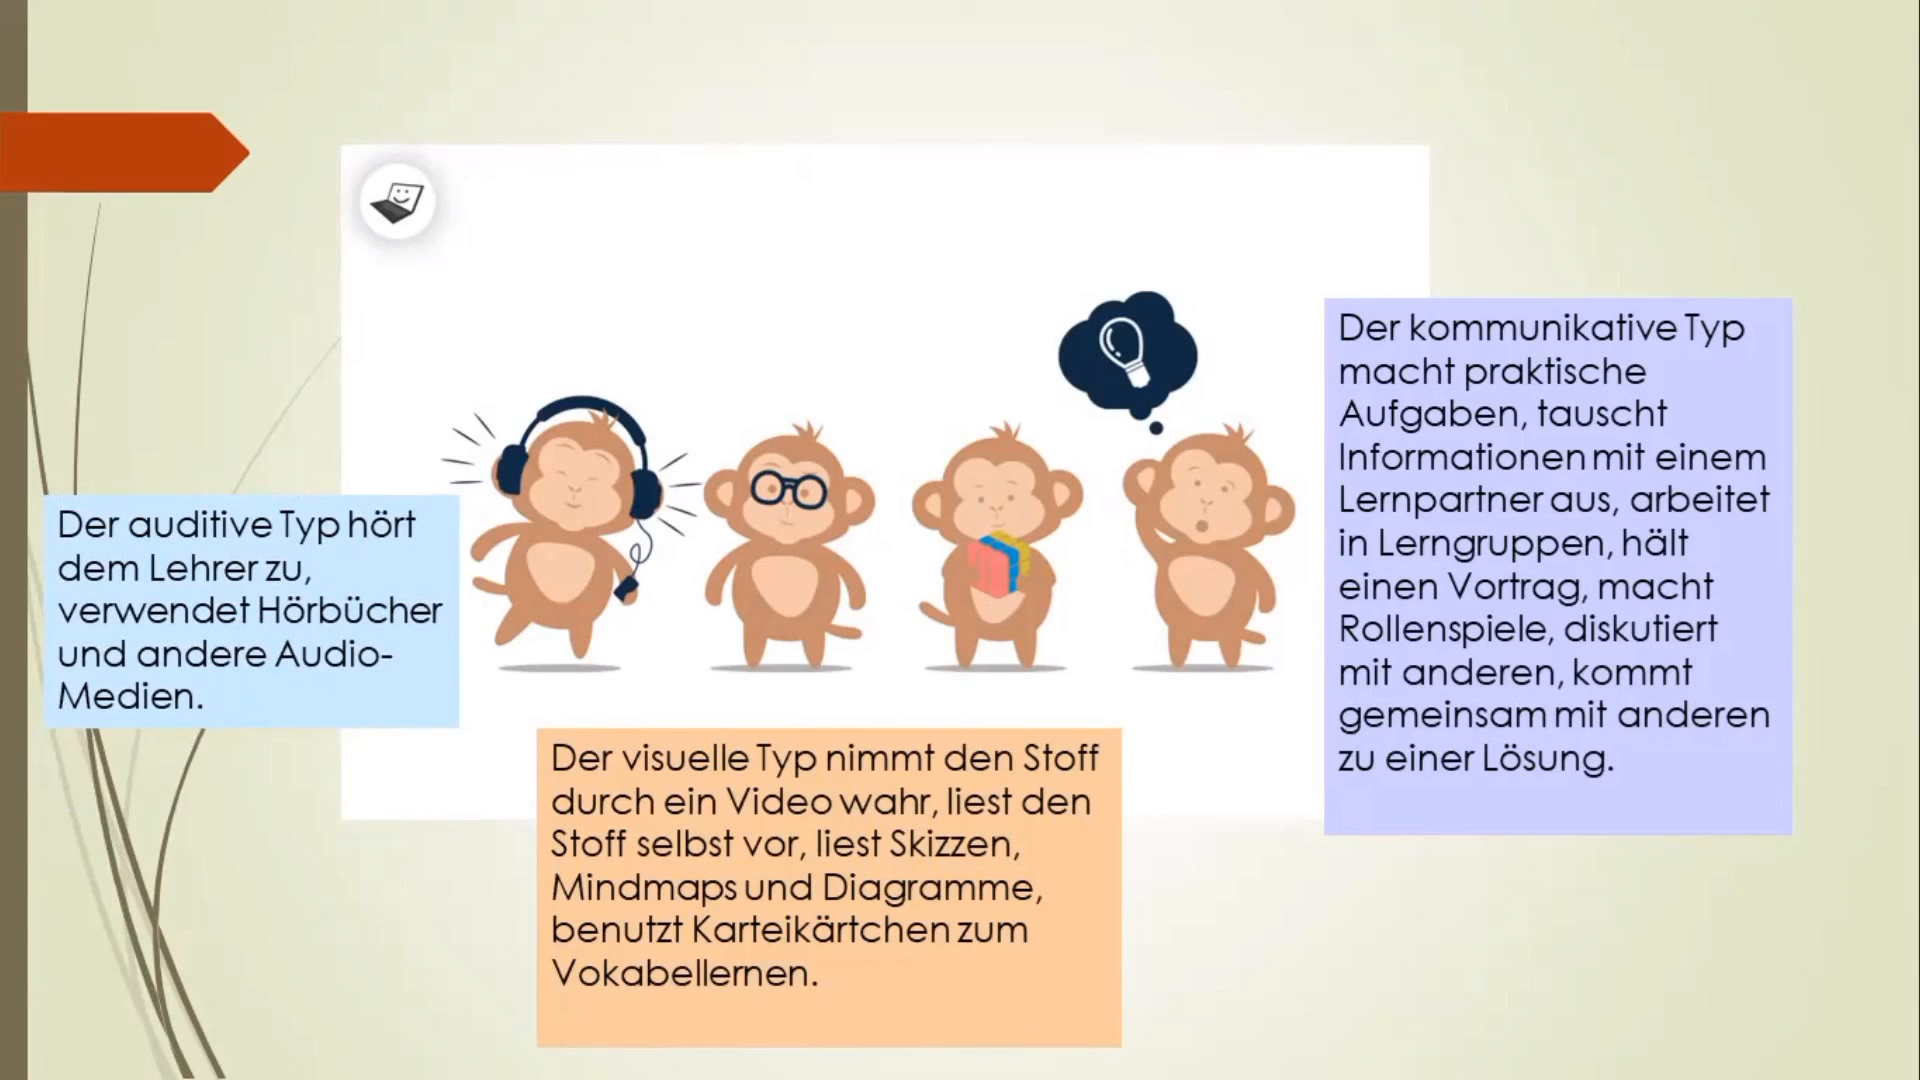 Der auditive Typ hört
dem Lehrer zu,
verwendet Hörbücher
und andere Audio-
Medien.
Der visuelle Typ nimmt den Stoff
durch ein Video wahr, liest den
Stoff selbst vor, liest Skizzen,
Mindmaps und Diagramme,
benutzt Karteikärtchen zum
Vokabellernen.
Der kommunikative Typ
macht praktische
Aufgaben, tauscht
Informationen mit einem
Lernpartner aus, arbeitet
in Lerngruppen, hält
einen Vortrag, macht
Rollenspiele, diskutiert
mit anderen, kommt
gemeinsam mit anderen
zu einer Lösung.